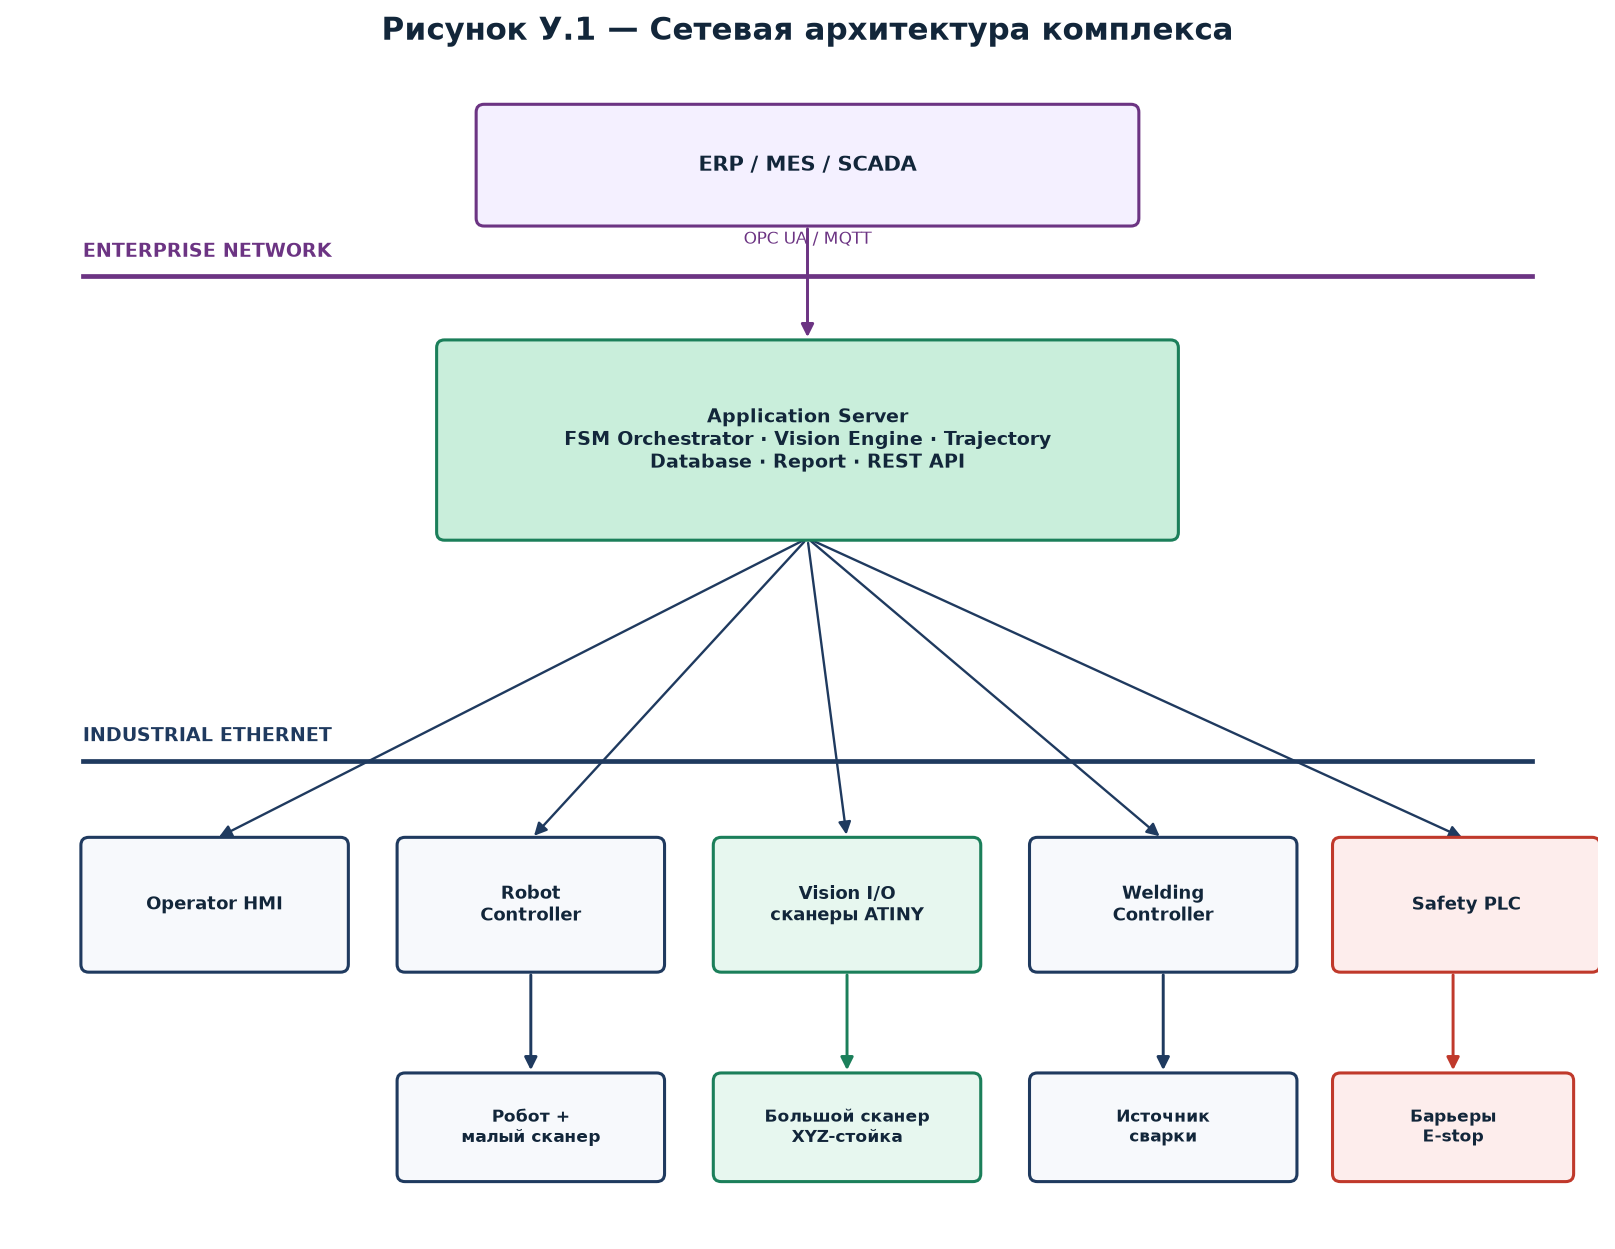 Рисунок У.1 — Сетевая архитектура комплекса
ERP / MES / SCADA
OPC UA / MQTT
ENTERPRISE NETWORK
Application Server
FSM Orchestrator · Vision Engine · Trajectory
Database · Report · REST API
INDUSTRIAL ETHERNET
Operator HMI
Robot
Controller
Vision I/O
сканеры ATINY
Welding
Controller
Safety PLC
Робот +
малый сканер
Большой сканер
XYZ-стойка
Источник
сварки
Барьеры
E-stop